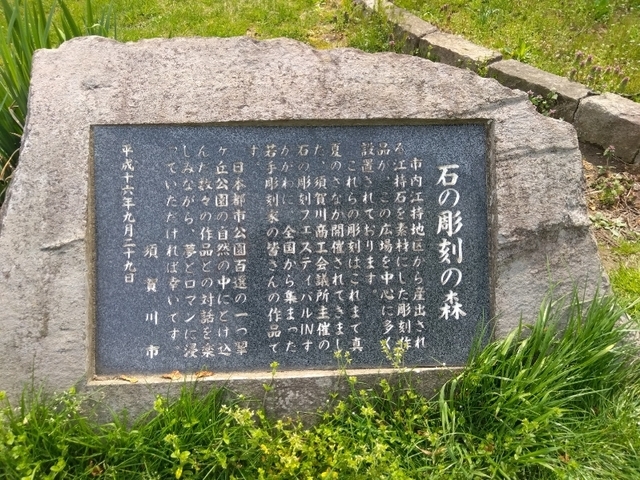 石の彫刻の森
市内江持地区から産出され
る江持石を素材にした彫刻作
品が、この広場を中心に多く
設置されております。
これらの彫刻はこれまで真
夏のさなか開催されてきまし
た、須賀川商工会議所主催の
石の彫刻フェスティバルINす
かがわに、全国から集まった
若手彫刻家の皆さんの作品で
す。
日本都市公園百選の一つ翠
ケ丘公園の自然の中にとけ込
んだ数々の作品との対話を楽
しみながら、夢とロマンに浸
っていただければ幸いです。
平成十六年九月二十九日
須賀川市